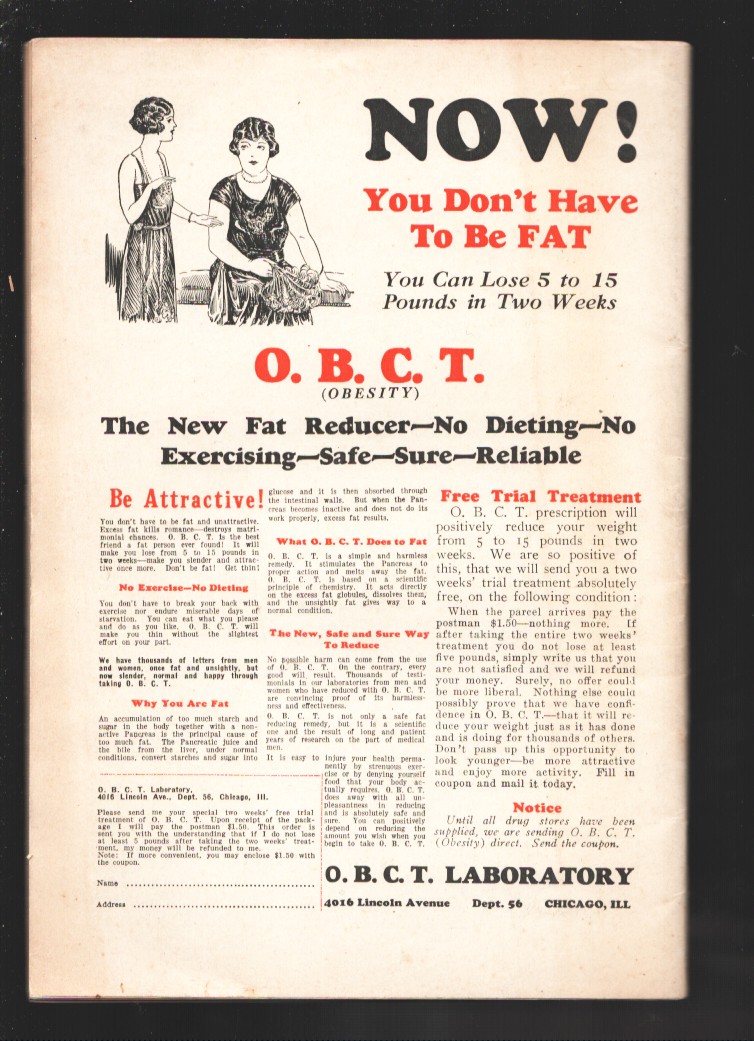 NOW!
You Don't Have
To Be FAT
You Can Lose 5 to 15
Pounds in Two Weeks
O. B. C. T.
(OBESITY)
The New Fat Reducer—No Dieting—No
Exercising—Safe—Sure—Reliable
Be Attractive!
You don't have to be fat and unattractive.
Excess fat kills romance—destroys matri-
monial chances. O. B. C. T. is the best
friend a fat person ever found! It will
make you lose from 5 to 15 pounds in
two weeks—make you slender and attrac-
tive once more. Don't be fat! Get thin!
No Exercise—No Dieting
You don't have to break your back with
exercise nor endure miserable days of
starvation. You can eat what you please
and do as you like. O. B. C. T. will
make you thin without the slightest
effort on your part.
We have thousands of letters from men
and women, once fat and unsightly, but
now slender, normal and happy through
taking O. B. C. T.
Why You Are Fat
An accumulation of too much starch and
sugar in the body together with a non-
active Pancreas is the principal cause of
too much fat. The Pancreatic juice and
the bile from the liver, under normal
conditions, convert starches and sugar into
glucose and it is then absorbed through
the intestinal walls. But when the Pan-
creas becomes inactive and does not do its
work properly, excess fat results.
What O. B. C. T. Does to Fat
O. B. C. T. is a simple and harmless
remedy. It stimulates the Pancreas to
proper action and melts away the fat.
O. B. C. T. is based on a scientific
principle of chemistry. It acts directly
on the excess fat globules, dissolves them,
and the unsightly fat gives way to a
normal condition.
The New, Safe and Sure Way
To Reduce
No possible harm can come from the use
of O. B. C. T. On the contrary, every
good will result. Thousands of testi-
monials in our laboratories from men and
women who have reduced with O. B. C. T.
are convincing proof of its harmless-
ness and effectiveness.
O. B. C. T. is not only a safe fat
reducing remedy, but it is a scientific
one and the result of long and patient
years of research on the part of medical
men.
It is easy to injure your health perma-
nently by strenuous exer-
cise or by denying yourself
food that your body ac-
tually requires. O. B. C. T.
does away with all un-
pleasantness in reducing
and is absolutely safe and
sure. You can positively
depend on reducing the
amount you wish when you
begin to take O. B. C. T.
Free Trial Treatment
O. B. C. T. prescription will
positively reduce your weight
from 5 to 15 pounds in two
weeks. We are so positive of
this, that we will send you a two
weeks' trial treatment absolutely
free, on the following condition:
When the parcel arrives pay the
postman $1.50—nothing more. If
after taking the entire two weeks'
treatment you do not lose at least
five pounds, simply write us that you
are not satisfied and we will refund
your money. Surely, no offer could
be more liberal. Nothing else could
possibly prove that we have confi-
dence in O. B. C. T.—that it will re-
duce your weight just as it has done
and is doing for thousands of others.
Don't pass up this opportunity to
look younger—be more attractive
and enjoy more activity. Fill in
coupon and mail it today,
Notice
Until all drug stores have been
supplied, we are sending O. B. C. T.
(Obesity) direct. Send the coupon.
O. B. C. T. Laboratory,
4016 Lincoln Ave., Dept. 56, Chicago, Ill.
Please send me your special two weeks' free trial
treatment of O. B. C. T. Upon receipt of the pack-
age I will pay the postman $1.50. This order is
sent you with the understanding that if I do not lose
at least 5 pounds after taking the two weeks' treat-
ment, my money will be refunded to me.
Note: If more convenient, you may enclose $1.50 with
the coupon.
Name ........................................
Address ......................................
O. B. C. T. LABORATORY
4016 Lincoln Avenue Dept. 56 CHICAGO, ILL